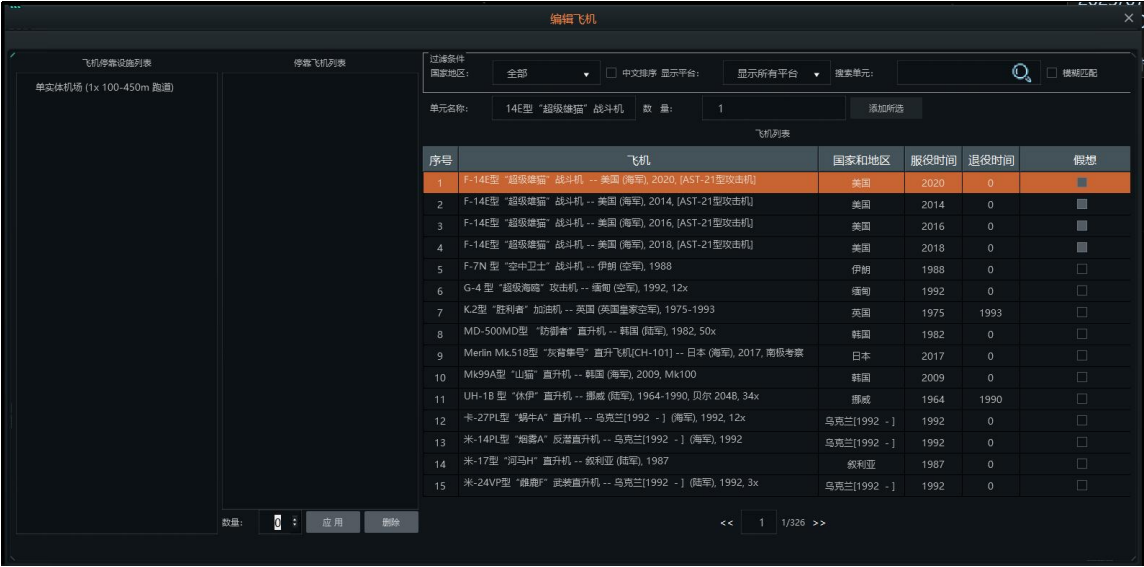 编辑飞机
飞机停靠设施列表
单实体机场 (1x 100-450m 跑道)
停靠飞机列表
数量: 0 应用 删除
过滤条件
国家地区: 全部 中文排序 显示平台: 显示所有平台 搜索单元: 模糊匹配
单元名称: 14E型“超级雄猫”战斗机 数 量: 1 添加所选
飞机列表
序号 飞机 国家和地区 服役时间 退役时间 假想
1 F-14E型“超级雄猫”战斗机 -- 美国 (海军), 2020, [AST-21型攻击机] 美国 2020 0
2 F-14E型“超级雄猫”战斗机 -- 美国 (海军), 2014, [AST-21型攻击机] 美国 2014 0
3 F-14E型“超级雄猫”战斗机 -- 美国 (海军), 2016, [AST-21型攻击机] 美国 2016 0
4 F-14E型“超级雄猫”战斗机 -- 美国 (海军), 2018, [AST-21型攻击机] 美国 2018 0
5 F-7N 型“空中卫士”战斗机 -- 伊朗 (空军), 1988 伊朗 1988 0
6 G-4 型“超级海鸥”攻击机 -- 缅甸 (空军), 1992, 12x 缅甸 1992 0
7 K.2型“胜利者”加油机 -- 英国 (英国皇家空军), 1975-1993 英国 1975 1993
8 MD-500MD型 “防御者”直升机 -- 韩国 (陆军), 1982, 50x 韩国 1982 0
9 Merlin Mk.518型“灰背隼号”直升飞机[CH-101] -- 日本 (海军), 2017, 南极考察 日本 2017 0
10 Mk99A型“山猫”直升机 -- 韩国 (海军), 2009, Mk100 韩国 2009 0
11 UH-1B 型“休伊”直升机 -- 挪威 (陆军), 1964-1990, 贝尔 204B, 34x 挪威 1964 1990
12 卡-27PL型“蜗牛A”直升机 -- 乌克兰[1992 - ] (海军), 1992, 12x 乌克兰[1992 - ] 1992 0
13 米-14PL型“烟雾A”反潜直升机 -- 乌克兰[1992 - ] (海军), 1992 乌克兰[1992 - ] 1992 0
14 米-17型“河马H”直升机 -- 叙利亚 (陆军), 1987 叙利亚 1987 0
15 米-24VP型“雌鹿F”武装直升机 -- 乌克兰[1992 - ] (陆军), 1992, 3x 乌克兰[1992 - ] 1992 0
<< 1 1/326 >>